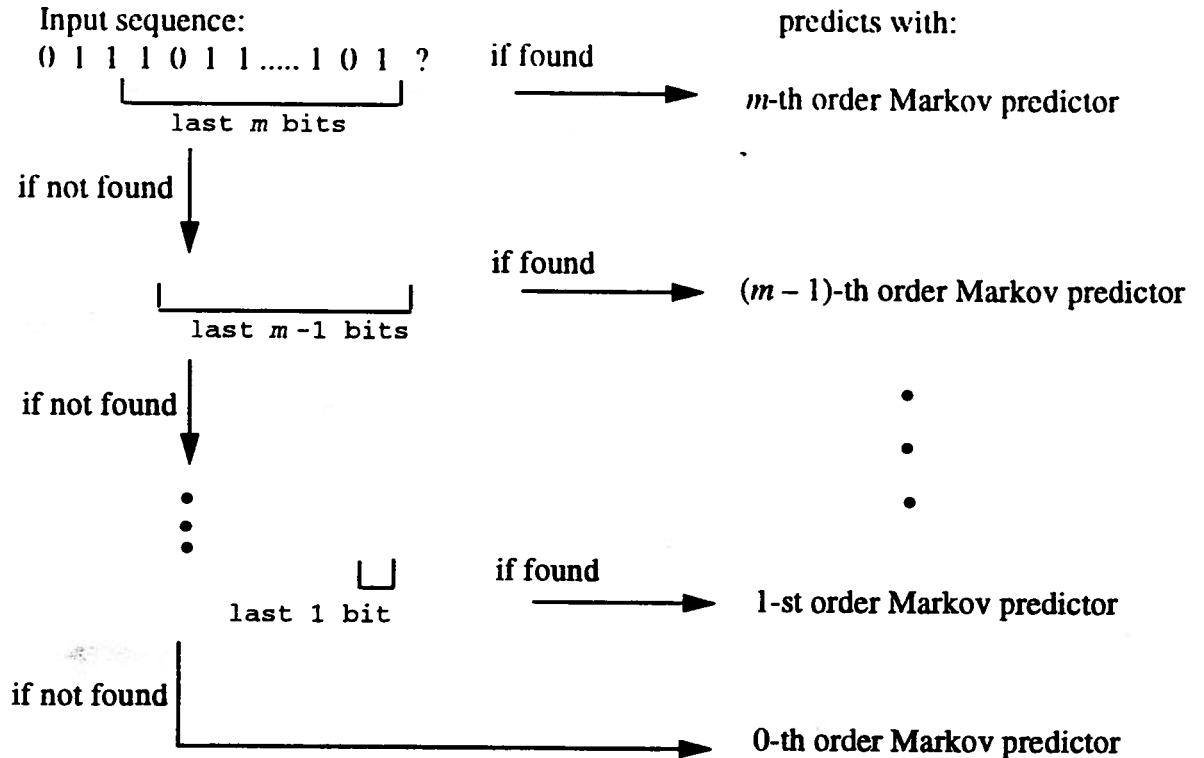 Input sequence:
predicts with:
0 1 1 1 0 1 1 ..... 1 0 1 ?
if found
m-th order Markov predictor
last m bits
if not found
if found
(m – 1)-th order Markov predictor
last m -1 bits
if not found
if found
1-st order Markov predictor
last 1 bit
if not found
0-th order Markov predictor